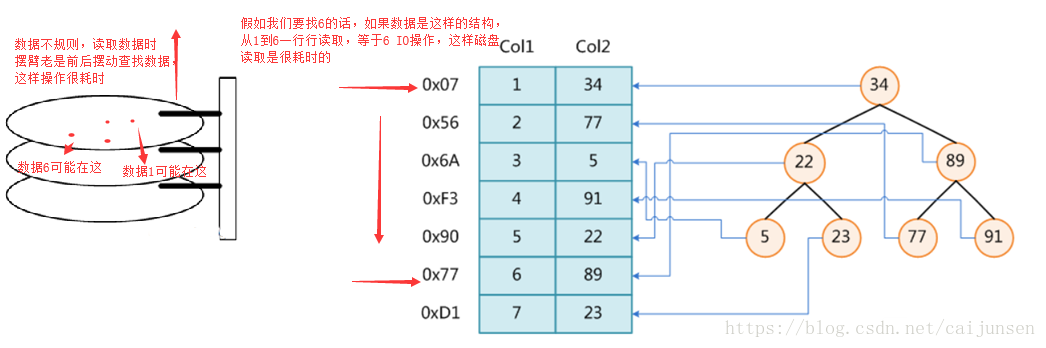 数据不规则，读取数据时
摆臂老是前后摆动查找数据，
这样操作很耗时
数据6可能在这
数据1可能在这
假如我们要找6的话，如果数据是这样的结构，
从1到6一行行读取，等于6 IO操作，这样磁盘
读取是很耗时的
Col1 Col2
0x07 1 34
0x56 2 77
0x6A 3 5
0xF3 4 91
0x90 5 22
0x77 6 89
0xD1 7 23
34
22 89
5 23 77 91
https://blog.csdn.net/caijunsen